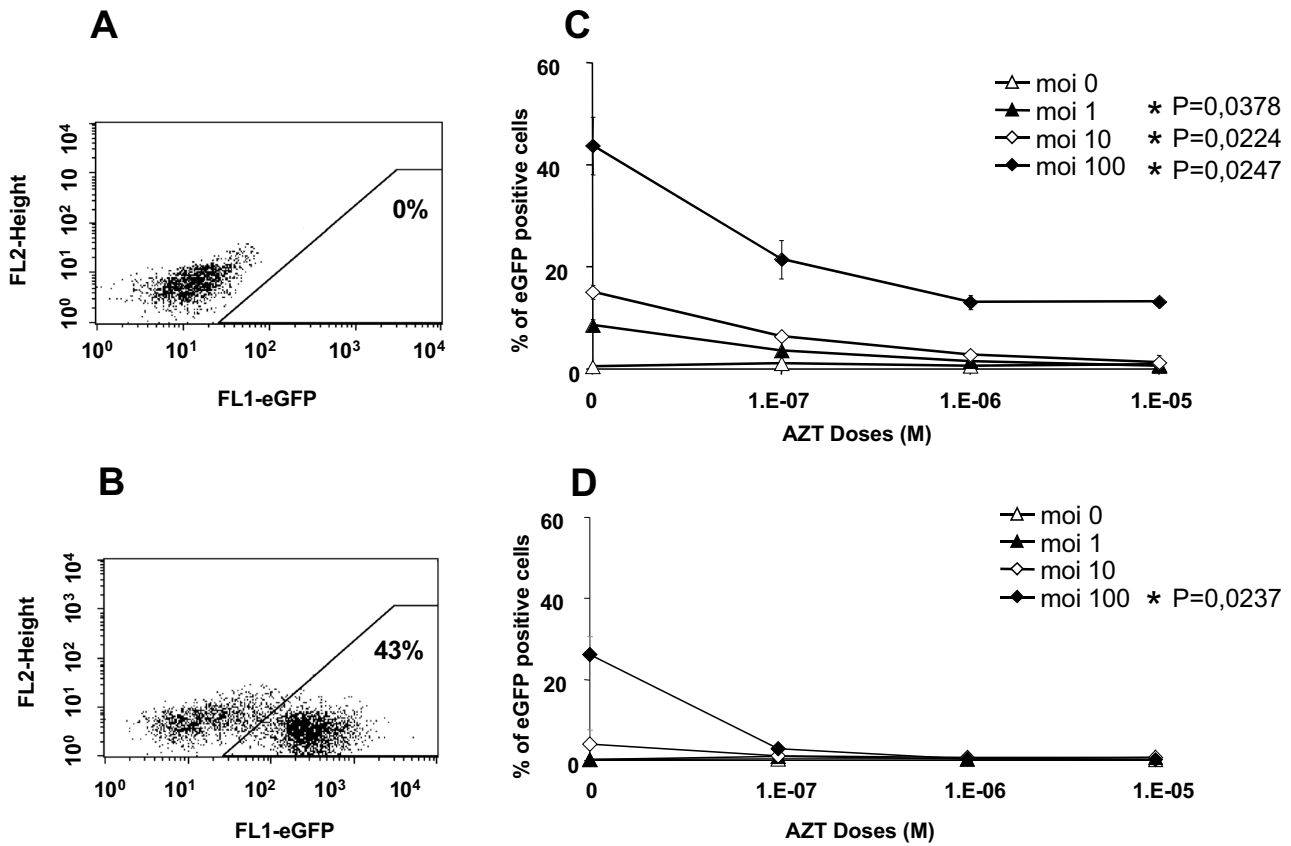 A
FL2-Height
10⁴
10
10²
10¹
10⁰
0%
10⁰ 10¹ 10² 10³ 10⁴
FL1-eGFP
C
% of eGFP positive cells
60
40
20
0
moi 0
moi 1 * P=0,0378
moi 10 * P=0,0224
moi 100 * P=0,0247
0 1.E-07 1.E-06 1.E-05
AZT Doses (M)
B
FL2-Height
10⁴
10³
10²
10¹
10⁰
43%
10⁰ 10¹ 10² 10³ 10⁴
FL1-eGFP
D
% of eGFP positive cells
60
40
20
0
moi 0
moi 1
moi 10
moi 100 * P=0,0237
0 1.E-07 1.E-06 1.E-05
AZT Doses (M)